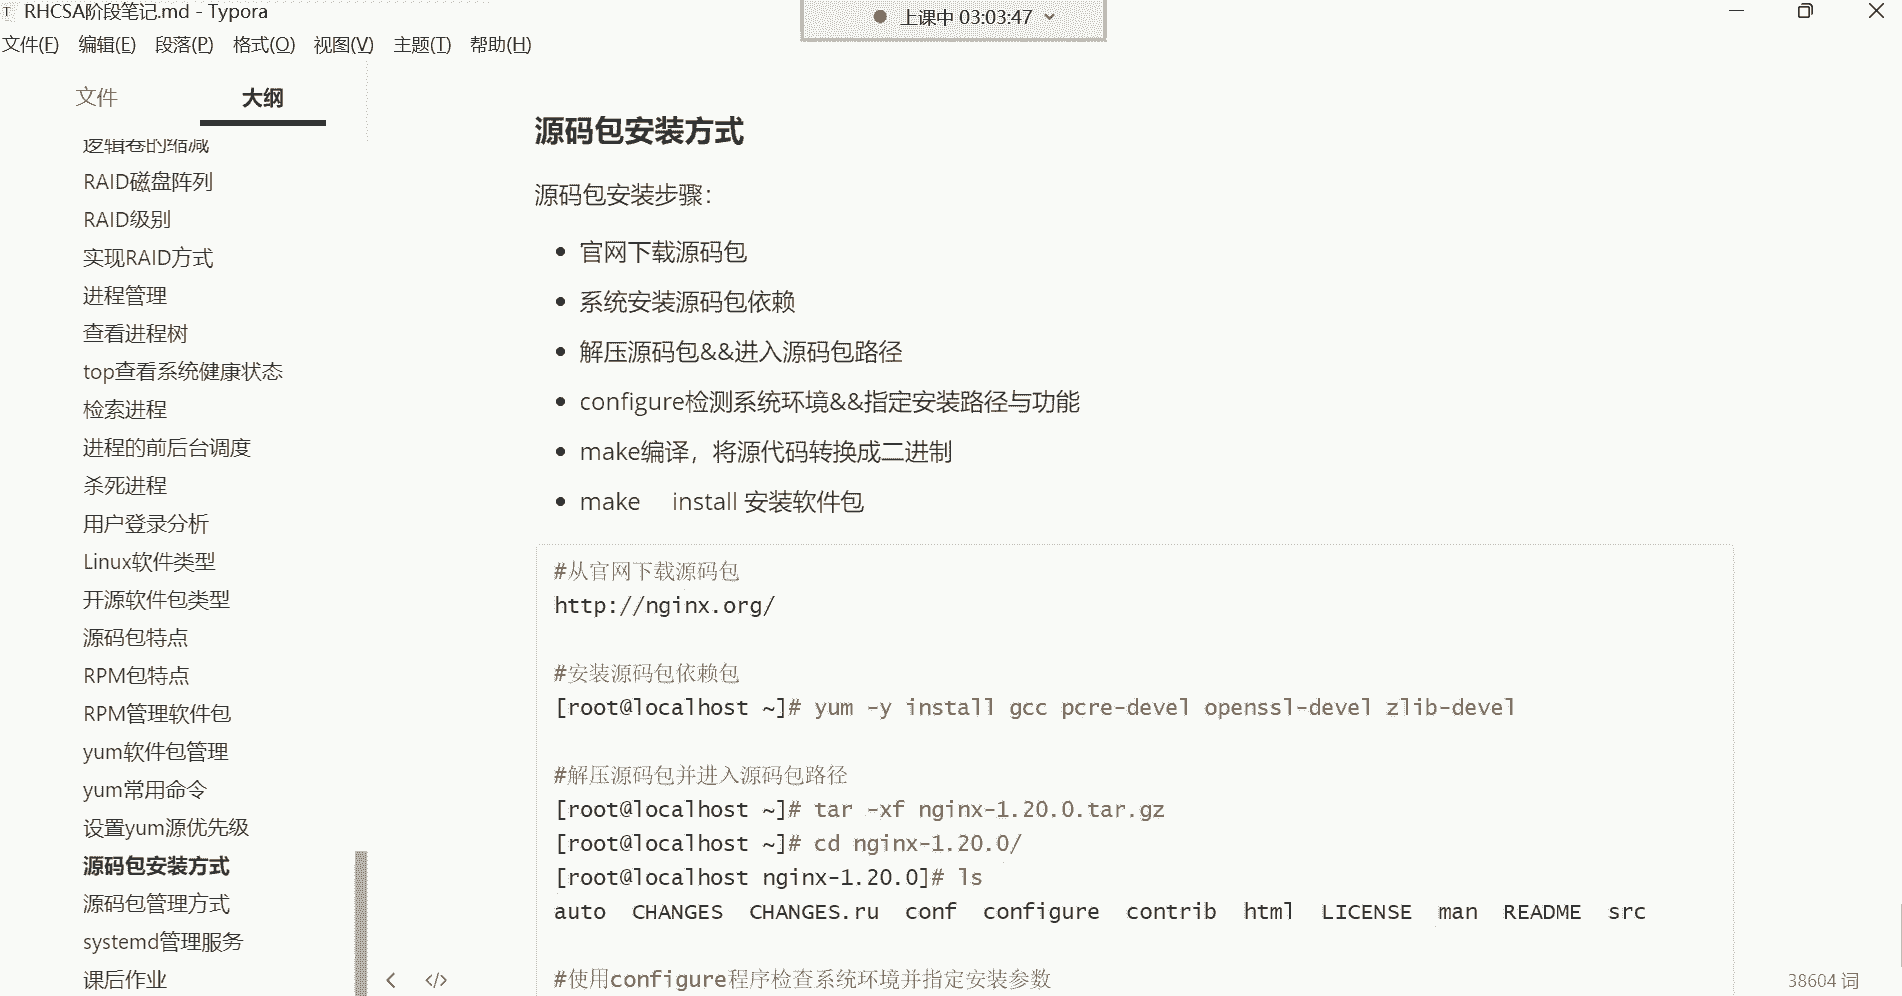 RHCSA阶段笔记.md - Typora
上课中 03:03:47
文件(F) 编辑(E) 段落(P) 格式(O) 视图(V) 主题(T) 帮助(H)
文件 大纲
逻辑卷的缩减
RAID磁盘阵列
RAID级别
实现RAID方式
进程管理
查看进程树
top查看系统健康状态
检索进程
进程的前后台调度
杀死进程
用户登录分析
Linux软件类型
开源软件包类型
源码包特点
RPM包特点
RPM管理软件包
yum软件包管理
yum常用命令
设置yum源优先级
源码包安装方式
源码包管理方式
systemd管理服务
课后作业
源码包安装方式
源码包安装步骤：
官网下载源码包
系统安装源码包依赖
解压源码包&&进入源码包路径
configure检测系统环境&&指定安装路径与功能
make编译，将源代码转换成二进制
make install 安装软件包
#从官网下载源码包
http://nginx.org/
#安装源码包依赖包
[root@localhost ~]# yum -y install gcc pcre-devel openssl-devel zlib-devel
#解压源码包并进入源码包路径
[root@localhost ~]# tar -xf nginx-1.20.0.tar.gz
[root@localhost ~]# cd nginx-1.20.0/
[root@localhost nginx-1.20.0]# ls
auto CHANGES CHANGES.ru conf configure contrib html LICENSE man README src
#使用configure程序检查系统环境并指定安装参数
38604 词